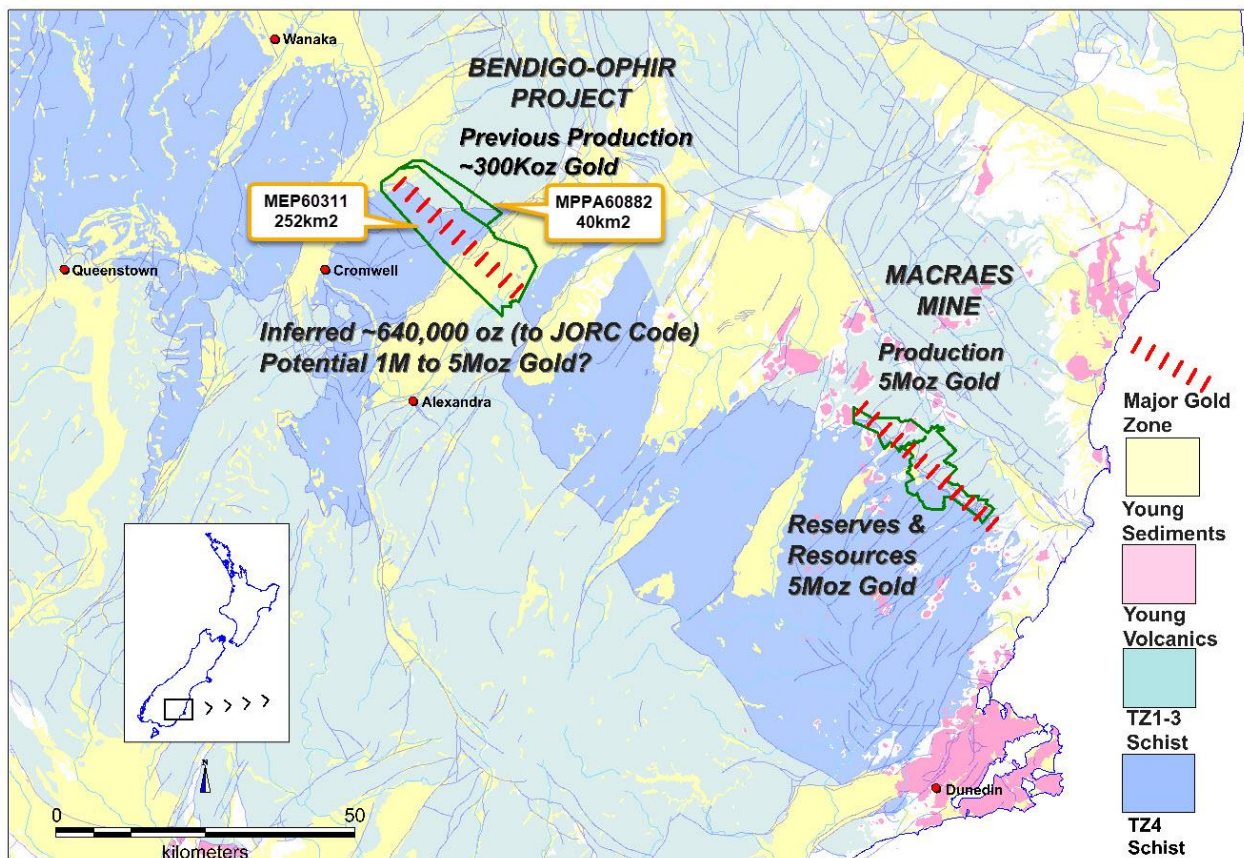 Wanaka
BENDIGO-OPHIR
PROJECT
Previous Production
~300Koz Gold
MEP60311
252km2
MPPA60882
40km2
Queenstown
Cromwell
Inferred ~640,000 oz (to JORC Code)
Potential 1M to 5Moz Gold?
Alexandra
MACRAES
MINE
Production
5Moz Gold
Reserves &
Resources
5Moz Gold
Major Gold
Zone
Young
Sediments
Young
Volcanics
TZ1-3
Schist
TZ4
Schist
N
0
50
kilometers
Dunedin